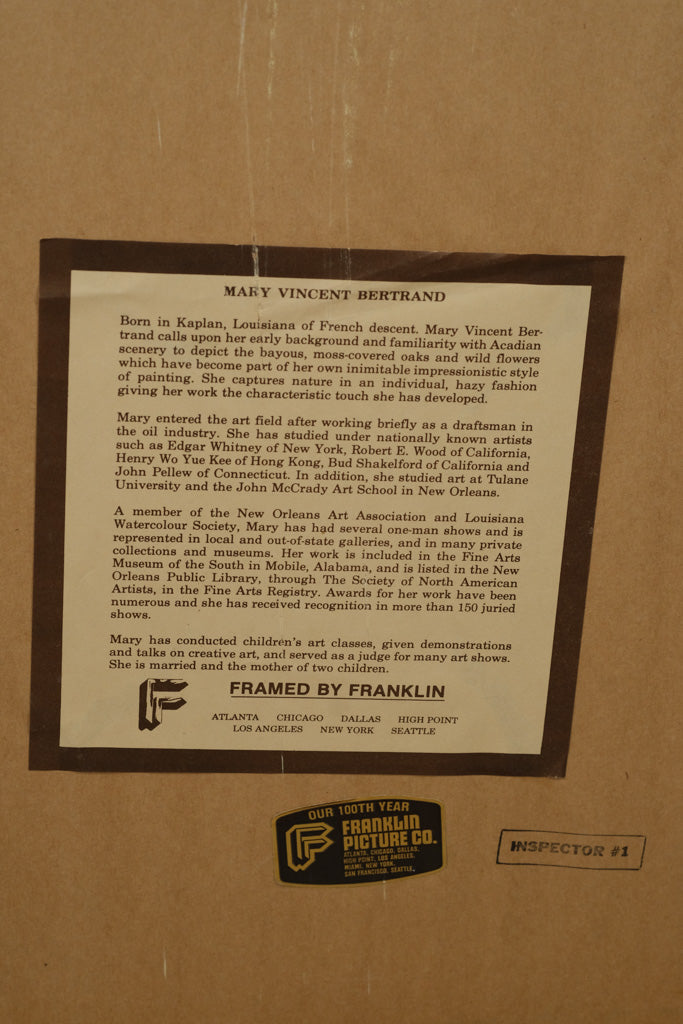 MARY VINCENT BERTRAND
Born in Kaplan, Louisiana of French descent. Mary Vincent Ber-
trand calls upon her early background and familiarity with Acadian
scenery to depict the bayous, moss-covered oaks and wild flowers
which have become part of her own inimitable impressionistic style
of painting. She captures nature in an individual, hazy fashion
giving her work the characteristic touch she has developed.
Mary entered the art field after working briefly as a draftsman in
the oil industry. She has studied under nationally known artists
such as Edgar Whitney of New York, Robert E. Wood of California,
Henry Wo Yue Kee of Hong Kong, Bud Shakelford of California and
John Pellew of Connecticut. In addition, she studied art at Tulane
University and the John McCrady Art School in New Orleans.
A member of the New Orleans Art Association and Louisiana
Watercolour Society, Mary has had several one-man shows and is
represented in local and out-of-state galleries, and in many private
collections and museums. Her work is included in the Fine Arts
Museum of the South in Mobile, Alabama, and is listed in the New
Orleans Public Library, through The Society of North American
Artists, in the Fine Arts Registry. Awards for her work have been
numerous and she has received recognition in more than 150 juried
shows.
Mary has conducted children's art classes, given demonstrations
and talks on creative art, and served as a judge for many art shows.
She is married and the mother of two children.
F
FRAMED BY FRANKLIN
ATLANTA CHICAGO DALLAS HIGH POINT
LOS ANGELES NEW YORK SEATTLE
OUR 100TH YEAR
F
FRANKLIN
PICTURE CO.
ATLANTA, CHICAGO, DALLAS,
HIGH POINT, LOS ANGELES,
MIAMI, NEW YORK,
SAN FRANCISCO, SEATTLE,
INSPECTOR #1